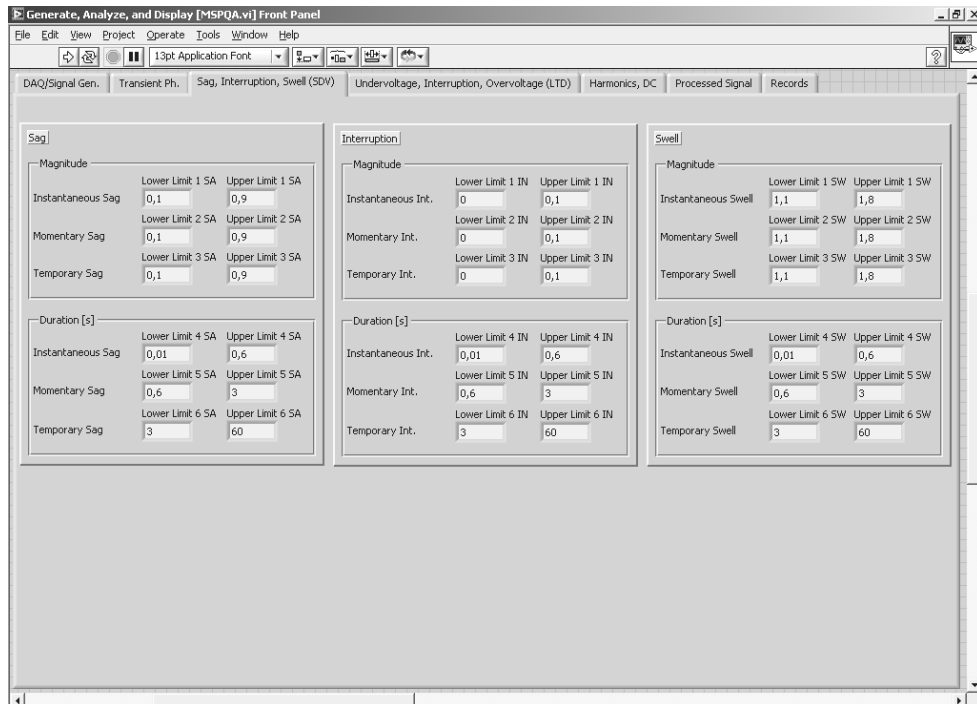 Generate, Analyze, and Display [MSPQA.vi] Front Panel
File Edit View Project Operate Tools Window Help
13pt Application Font
DAQ/Signal Gen. Transient Ph. Sag, Interruption, Swell (SDV) Undervoltage, Interruption, Overvoltage (LTD) Harmonics, DC Processed Signal Records
Sag
Magnitude
Lower Limit 1 SA Upper Limit 1 SA
Instantaneous Sag 0,1 0,9
Lower Limit 2 SA Upper Limit 2 SA
Momentary Sag 0,1 0,9
Lower Limit 3 SA Upper Limit 3 SA
Temporary Sag 0,1 0,9
Duration [s]
Lower Limit 4 SA Upper Limit 4 SA
Instantaneous Sag 0,01 0,6
Lower Limit 5 SA Upper Limit 5 SA
Momentary Sag 0,6 3
Lower Limit 6 SA Upper Limit 6 SA
Temporary Sag 3 60
Interruption
Magnitude
Lower Limit 1 IN Upper Limit 1 IN
Instantaneous Int. 0 0,1
Lower Limit 2 IN Upper Limit 2 IN
Momentary Int. 0 0,1
Lower Limit 3 IN Upper Limit 3 IN
Temporary Int. 0 0,1
Duration [s]
Lower Limit 4 IN Upper Limit 4 IN
Instantaneous Int. 0,01 0,6
Lower Limit 5 IN Upper Limit 5 IN
Momentary Int. 0,6 3
Lower Limit 6 IN Upper Limit 6 IN
Temporary Int. 3 60
Swell
Magnitude
Lower Limit 1 SW Upper Limit 1 SW
Instantaneous Swell 1,1 1,8
Lower Limit 2 SW Upper Limit 2 SW
Momentary Swell 1,1 1,8
Lower Limit 3 SW Upper Limit 3 SW
Temporary Swell 1,1 1,8
Duration [s]
Lower Limit 4 SW Upper Limit 4 SW
Instantaneous Swell 0,01 0,6
Lower Limit 5 SW Upper Limit 5 SW
Momentary Swell 0,6 3
Lower Limit 6 SW Upper Limit 6 SW
Temporary Swell 3 60